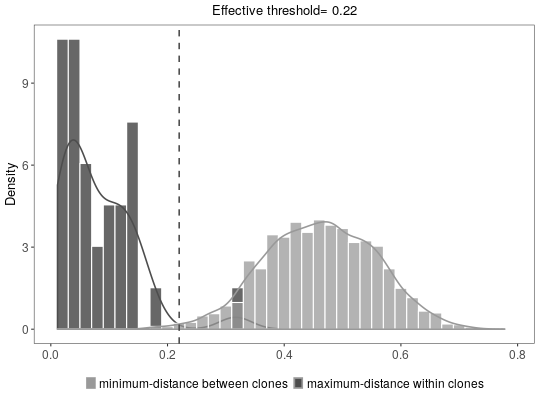 Effective threshold= 0.22
Density
9
6
3
0
0.0 0.2 0.4 0.6 0.8
minimum-distance between clones maximum-distance within clones